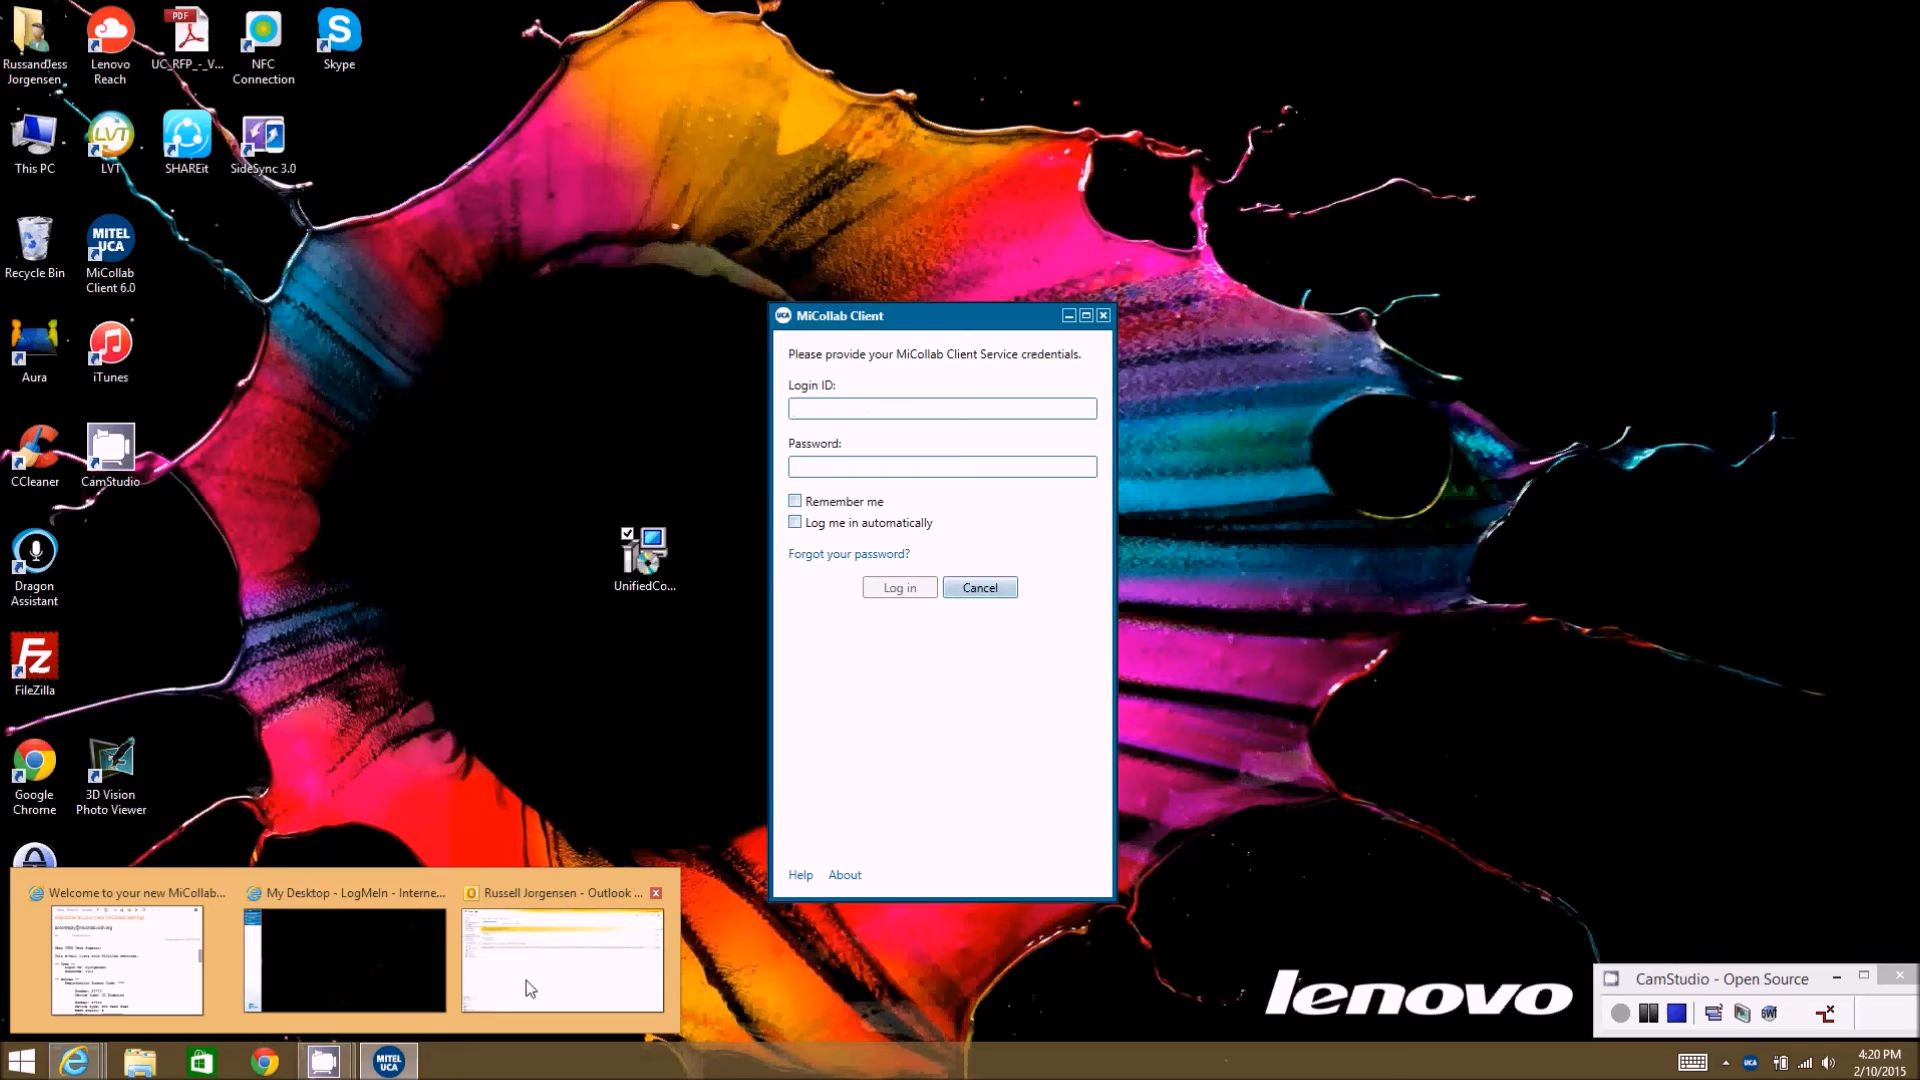 RussandJess
Jorgensen
Lenovo
Reach
PDF
UC_RFP_-_V...
NFC
Connection
Skype
This PC
LVT
LVT
SHAREit
SideSync 3.0
Recycle Bin
MITEL
UCA
MiCollab
Client 6.0
Aura
iTunes
CCleaner
CamStudio
Dragon
Assistant
FileZilla
Google
Chrome
3D Vision
Photo Viewer
UnifiedCo...
UCA MiCollab Client
Please provide your MiCollab Client Service credentials.
Login ID:
Password:
Remember me
Log me in automatically
Forgot your password?
Log in
Cancel
Help About
Welcome to your new MiCollab...
My Desktop - LogMeIn - Interne...
Russell Jorgensen - Outlook ...
lenovo
CamStudio - Open Source
MITEL
UCA
UCA
4:20 PM
2/10/2015